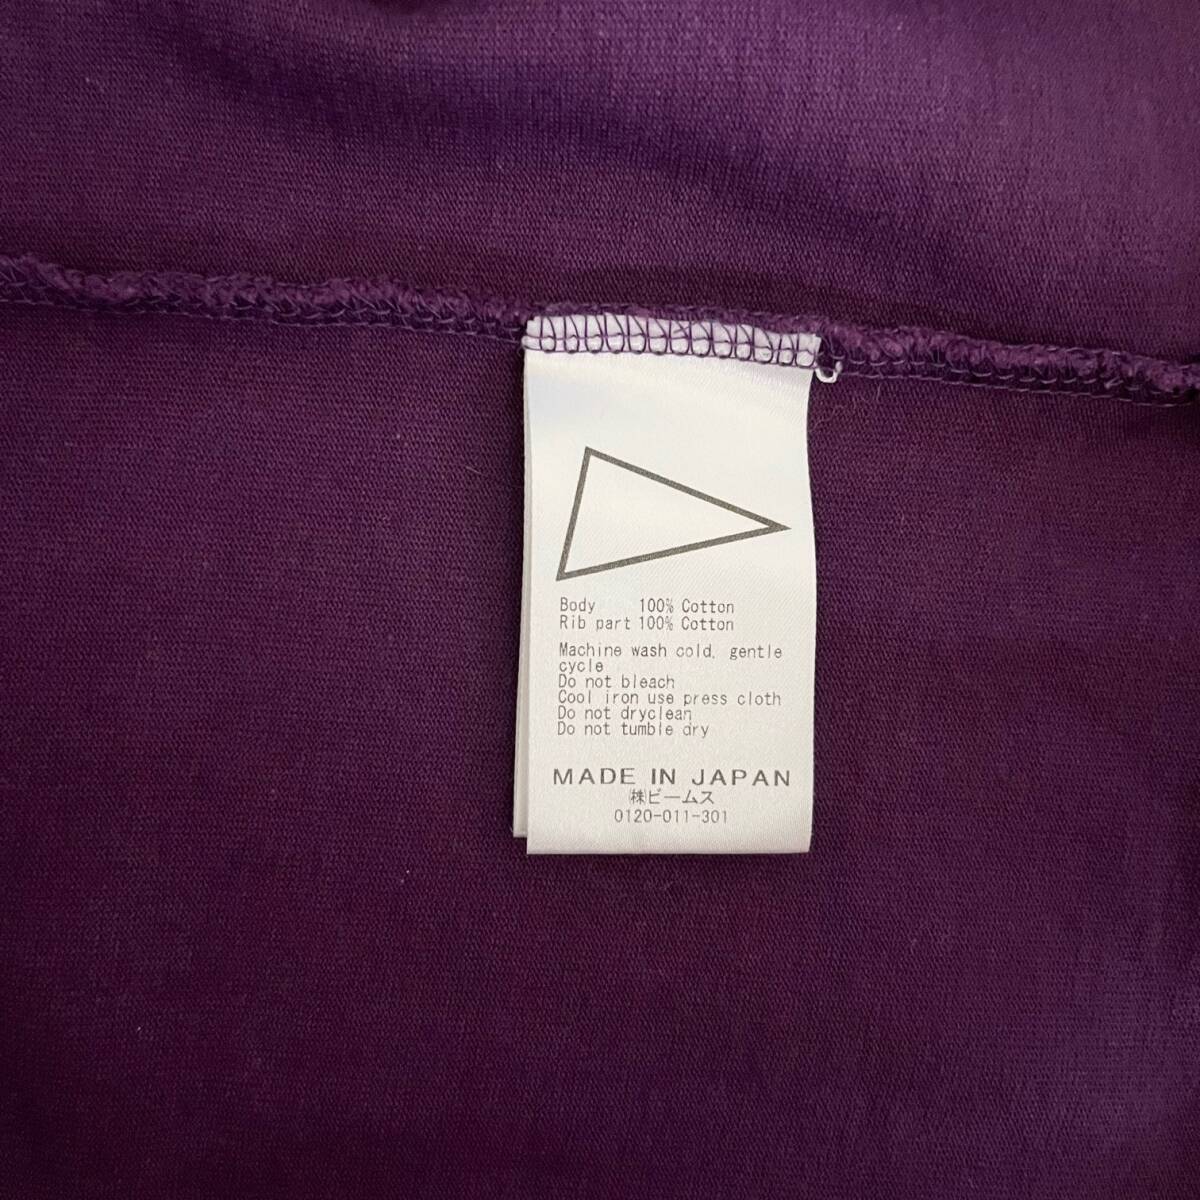 Body 100% Cotton
Rib part 100% Cotton
Machine wash cold, gentle
cycle
Do not bleach
Cool iron use press cloth
Do not dryclean
Do not tumble dry
MADE IN JAPAN
㈱ビームス
0120-011-301